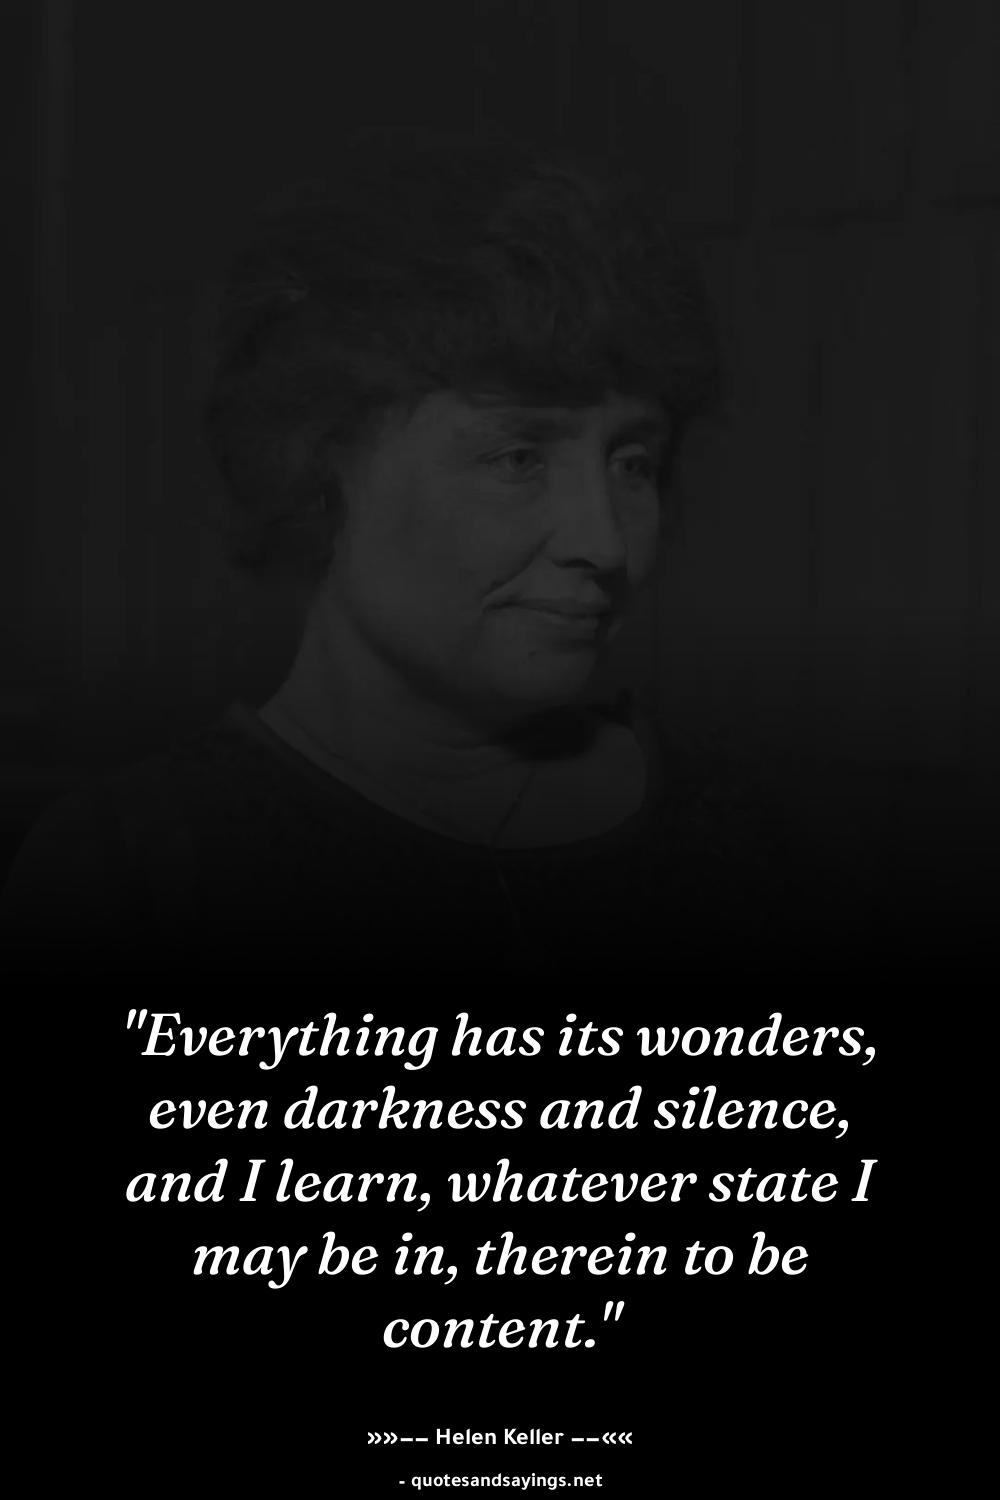 "Everything has its wonders,
even darkness and silence,
and I learn, whatever state I
may be in, therein to be
content."
»»−− Helen Keller −−««
- quotesandsayings.net